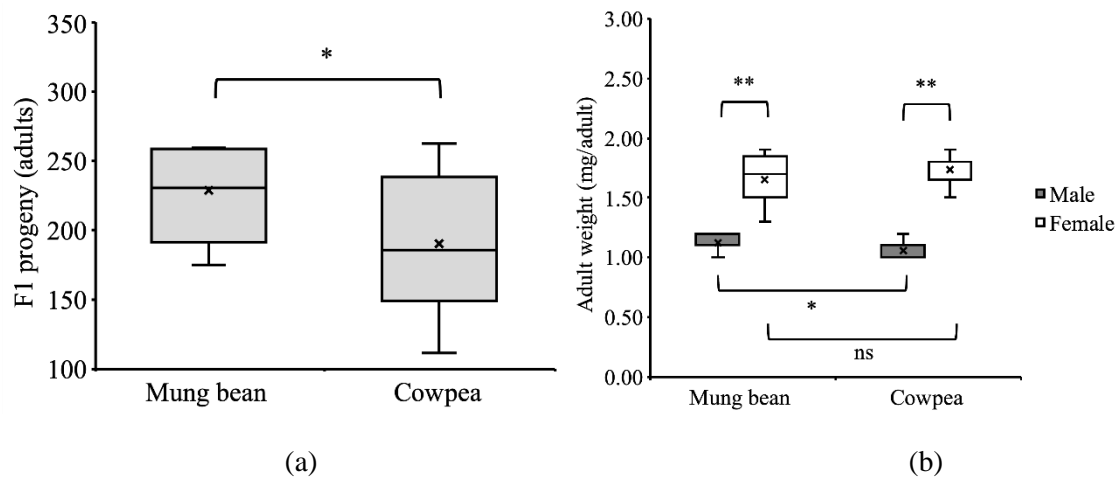 F1 progeny (adults)
350
300
250
200
150
100
*
Mung bean
Cowpea
(a)
Adult weight (mg/adult)
3.00
2.50
2.00
1.50
1.00
0.50
0.00
**
**
*
ns
Mung bean
Cowpea
Male
Female
(b)